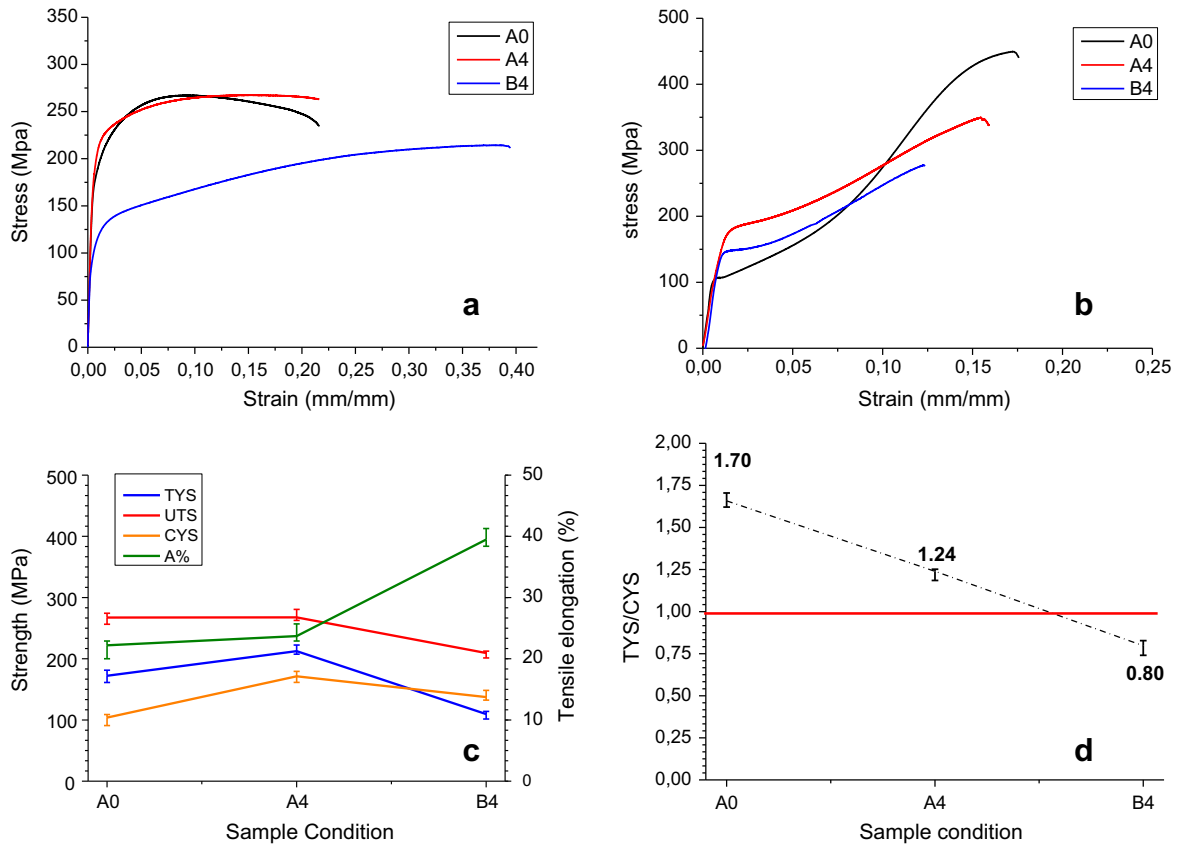 350
300
250
200
150
100
50
0
Stress (Mpa)
0,00 0,05 0,10 0,15 0,20 0,25 0,30 0,35 0,40
Strain (mm/mm)
A0
A4
B4
a
500
400
300
200
100
0
stress (Mpa)
0,00 0,05 0,10 0,15 0,20 0,25
Strain (mm/mm)
A0
A4
B4
b
500
400
300
200
100
0
Strength (MPa)
TYS
UTS
CYS
A%
50
40
30
20
10
0
Tensile elongation (%)
A0 A4 B4
Sample Condition
c
2,00
1,75
1,50
1,25
1,00
0,75
0,50
0,25
0,00
TYS/CYS
1.70
1.24
0.80
A0 A4 B4
Sample condition
d